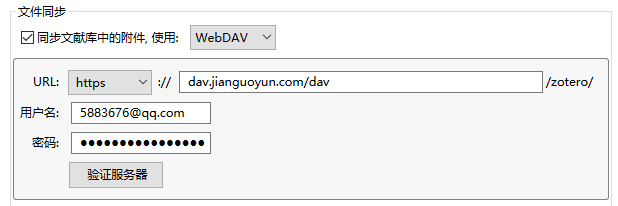 文件同步
同步文献库中的附件, 使用: WebDAV
URL: https :// dav.jianguoyun.com/dav /zotero/
用户名: 5883676@qq.com
密码: ●●●●●●●●●●●●●●●●
验证服务器